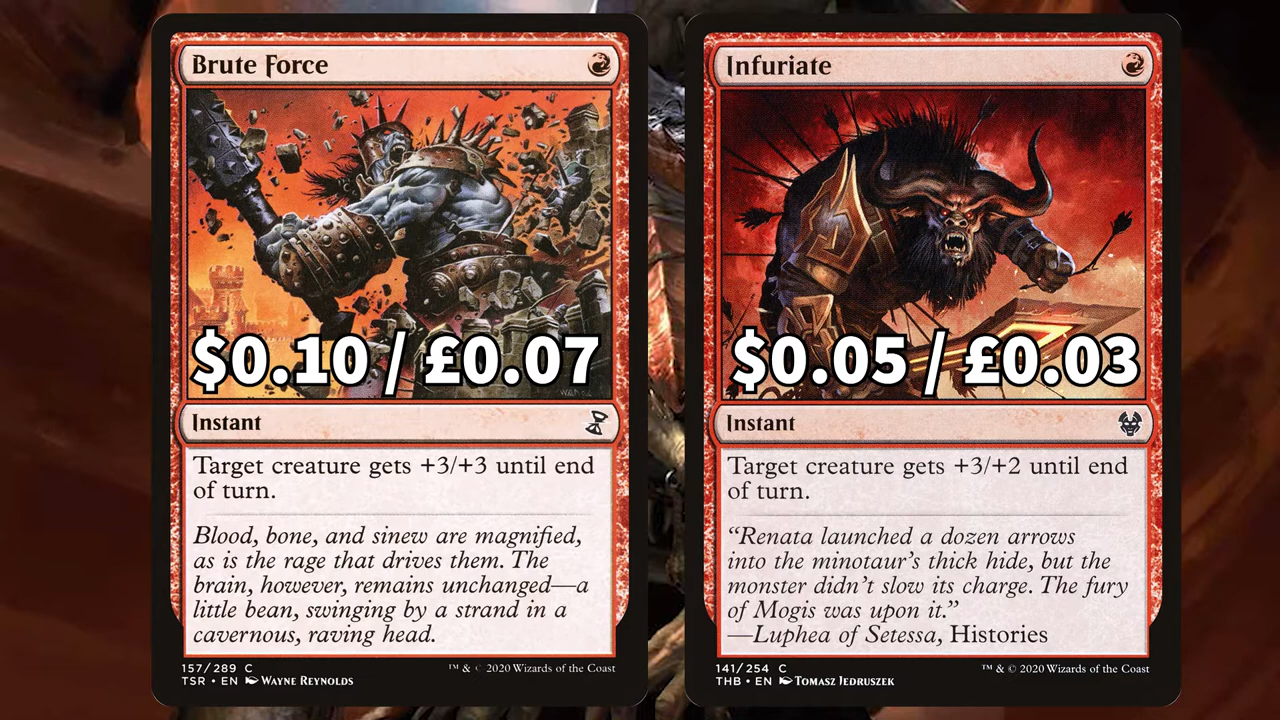 Brute Force
$0.10 / £0.07
Instant
Target creature gets +3/+3 until end
of turn.
Blood, bone, and sinew are magnified,
as is the rage that drives them. The
brain, however, remains unchanged—a
little bean, swinging by a strand in a
cavernous, raving head.
157/289 C
™ & © 2020 Wizards of the Coast
TSR • EN Wayne Reynolds
Infuriate
$0.05 / £0.03
Instant
Target creature gets +3/+2 until end
of turn.
“Renata launched a dozen arrows
into the minotaur’s thick hide, but the
monster didn’t slow its charge. The fury
of Mogis was upon it.”
—Luphea of Setessa, Histories
141/254 C
™ & © 2020 Wizards of the Coast
THB • EN Tomasz Jedruszek